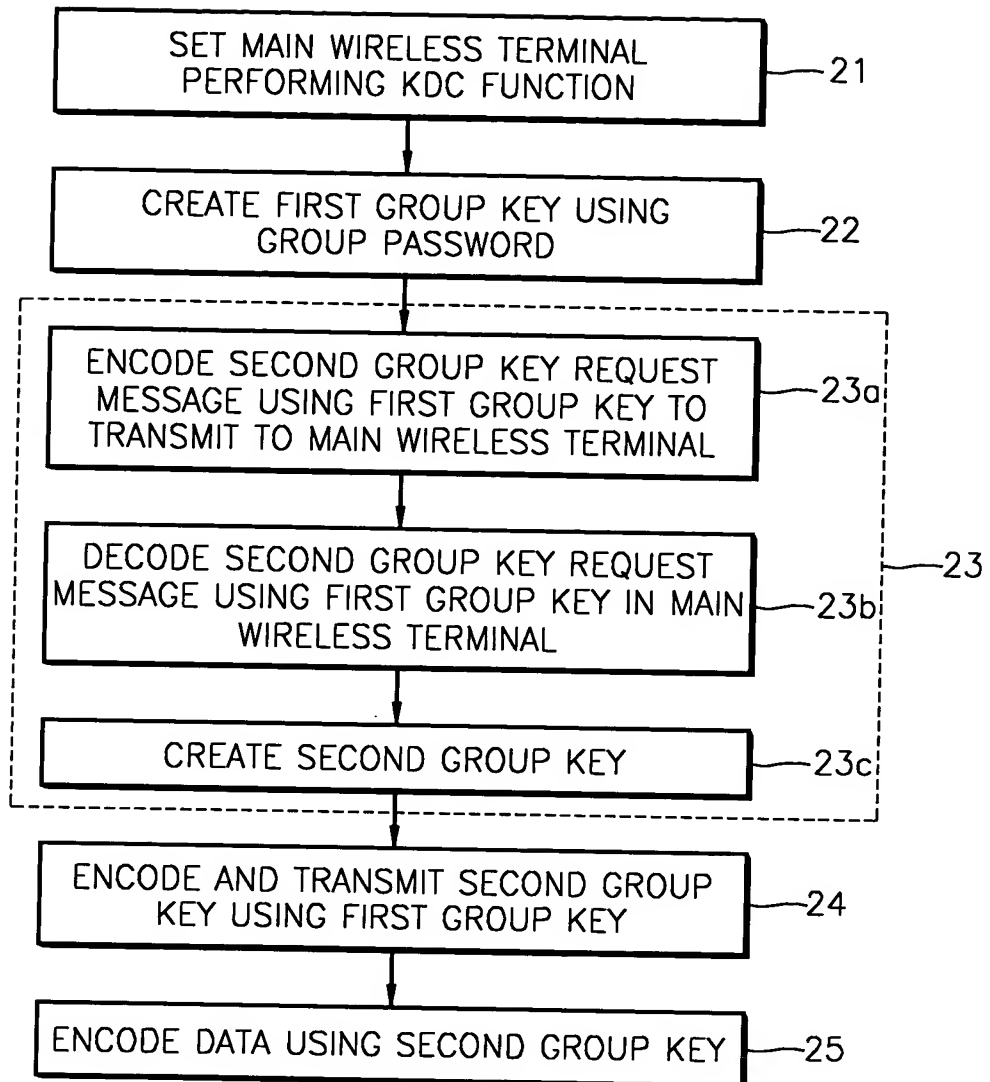 SET MAIN WIRELESS TERMINAL
PERFORMING KDC FUNCTION
21
CREATE FIRST GROUP KEY USING
GROUP PASSWORD
22
ENCODE SECOND GROUP KEY REQUEST
MESSAGE USING FIRST GROUP KEY TO
TRANSMIT TO MAIN WIRELESS TERMINAL
23a
DECODE SECOND GROUP KEY REQUEST
MESSAGE USING FIRST GROUP KEY IN MAIN
WIRELESS TERMINAL
23b
23
CREATE SECOND GROUP KEY
23c
ENCODE AND TRANSMIT SECOND GROUP
KEY USING FIRST GROUP KEY
24
ENCODE DATA USING SECOND GROUP KEY
25